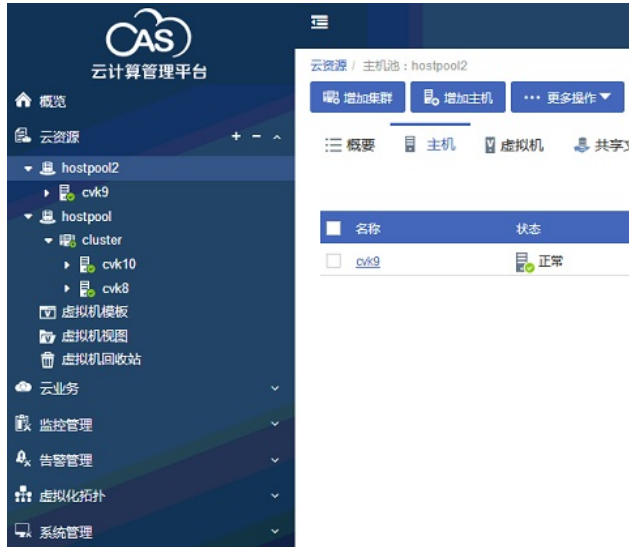 CAS
云计算管理平台
概览
云资源
hostpool2
cvk9
hostpool
cluster
cvk10
cvk8
虚拟机模板
虚拟机视图
虚拟机回收站
云业务
监控管理
告警管理
虚拟化拓扑
系统管理
云资源 / 主机池：hostpool2
增加集群 增加主机 ••• 更多操作
概要 主机 虚拟机 共享文
名称 状态
cvk9 正常